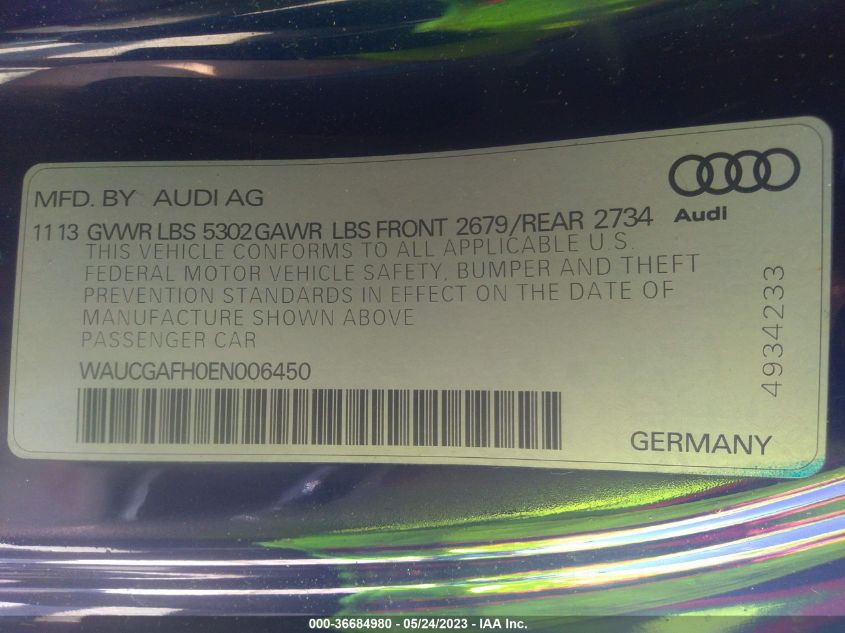 MFD. BY AUDI AG
Audi
11 13 GVWR LBS 5302 GAWR LBS FRONT 2679/REAR 2734
THIS VEHICLE CONFORMS TO ALL APPLICABLE U.S.
FEDERAL MOTOR VEHICLE SAFETY, BUMPER AND THEFT
PREVENTION STANDARDS IN EFFECT ON THE DATE OF
MANUFACTURE SHOWN ABOVE
PASSENGER CAR
WAUCGAFH0EN006450
4934233
GERMANY
000-36684980 - 05/24/2023 - IAA Inc.